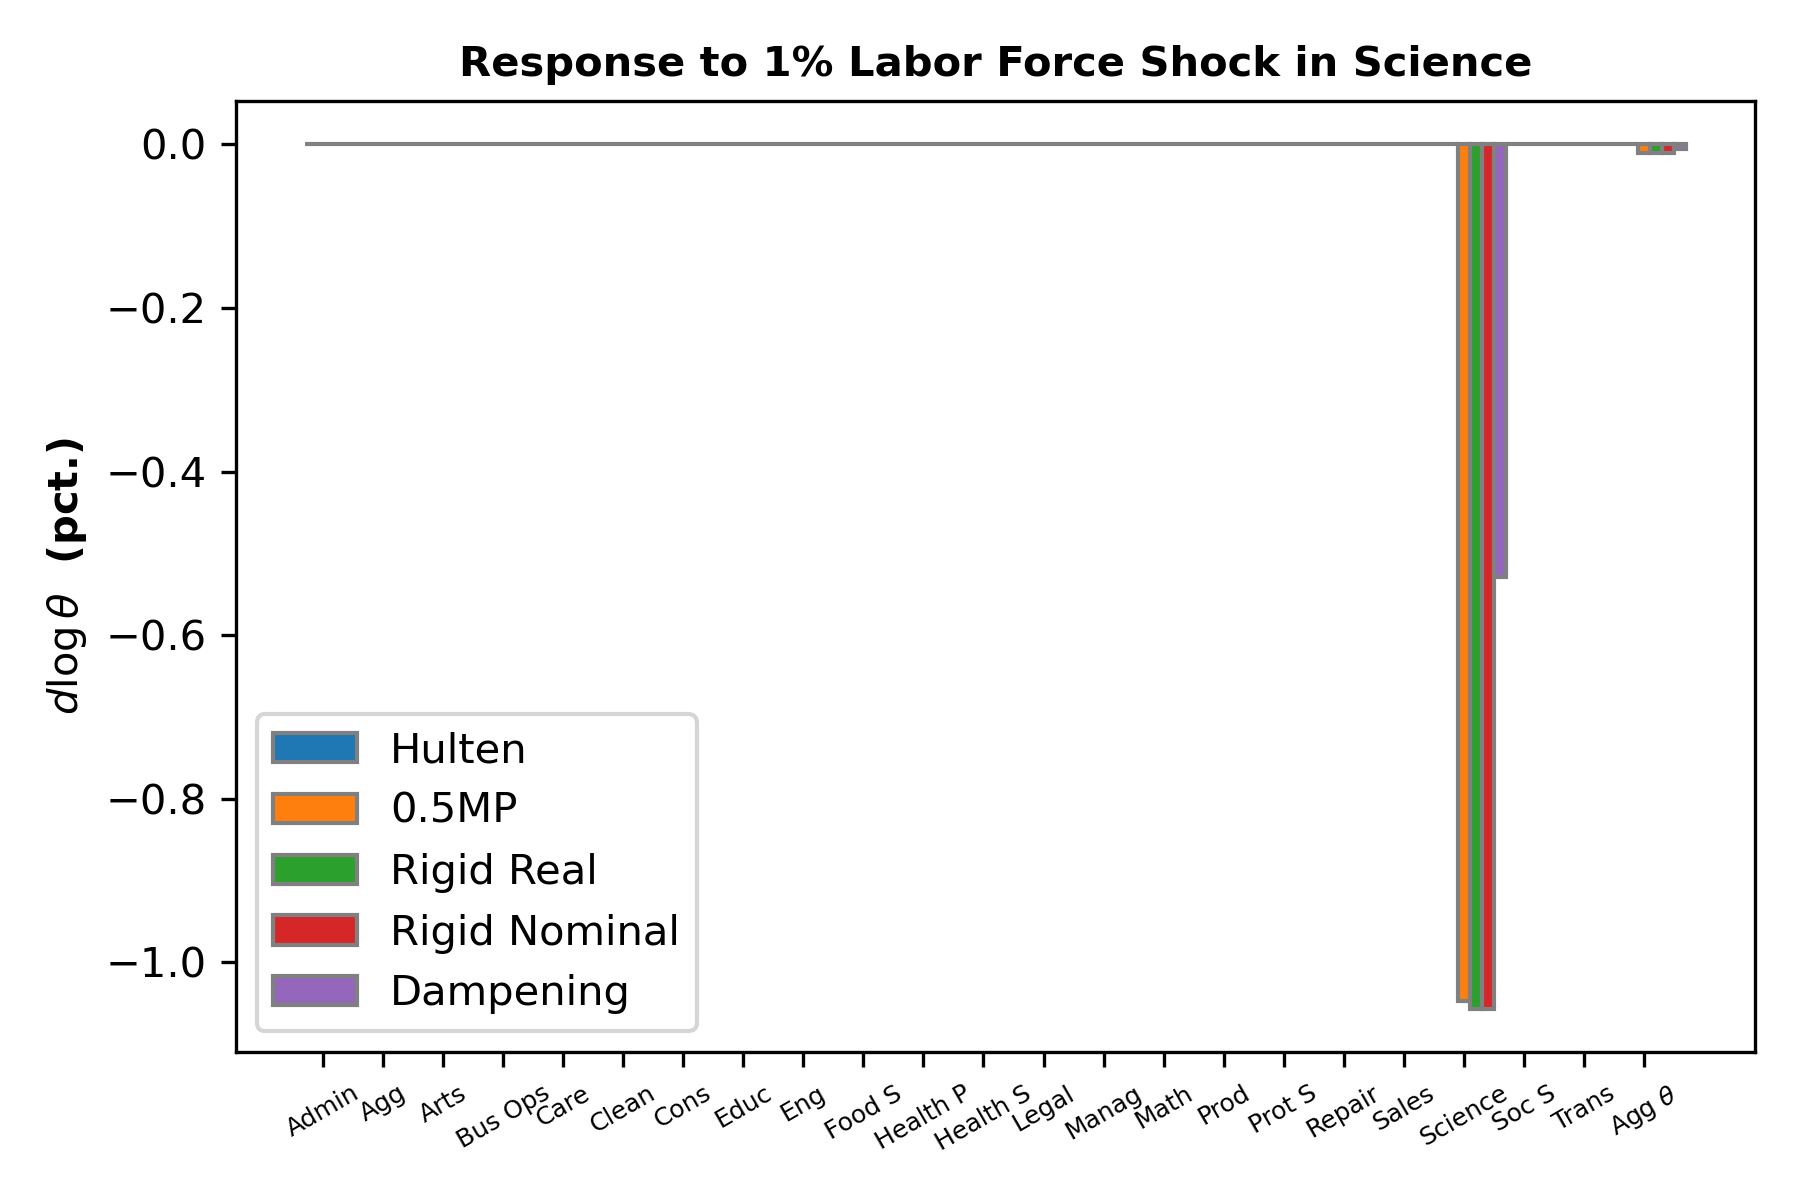 Response to 1% Labor Force Shock in Science
dlog θ (pct.)
0.0
−0.2
−0.4
−0.6
−0.8
−1.0
Hulten
0.5MP
Rigid Real
Rigid Nominal
Dampening
Admin
Agg
Arts
Bus Ops
Care
Clean
Cons
Educ
Eng
Food S
Health P
Health S
Legal
Manag
Math
Prod
Prot S
Repair
Sales
Science
Soc S
Trans
Agg θ